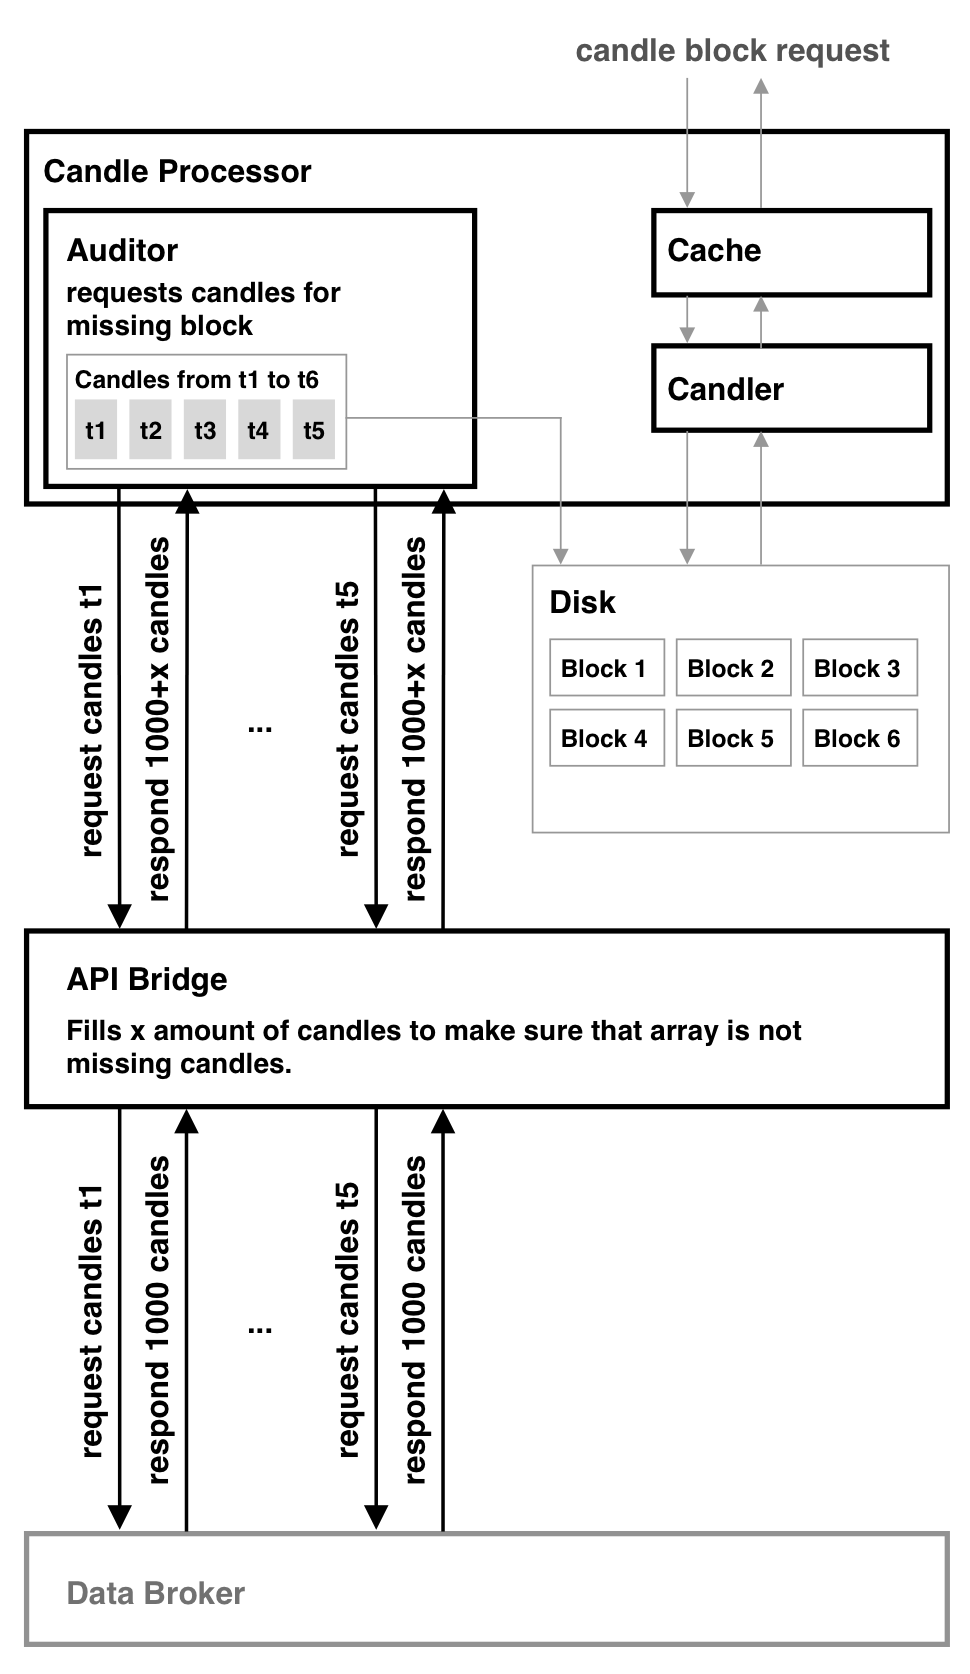 candle block request
Candle Processor
Auditor
requests candles for
missing block
Candles from t1 to t6
t1 t2 t3 t4 t5
Cache
Candler
request candles t1
respond 1000+x candles
...
request candles t5
respond 1000+x candles
Disk
Block 1 Block 2 Block 3
Block 4 Block 5 Block 6
API Bridge
Fills x amount of candles to make sure that array is not
missing candles.
request candles t1
respond 1000 candles
...
request candles t5
respond 1000 candles
Data Broker